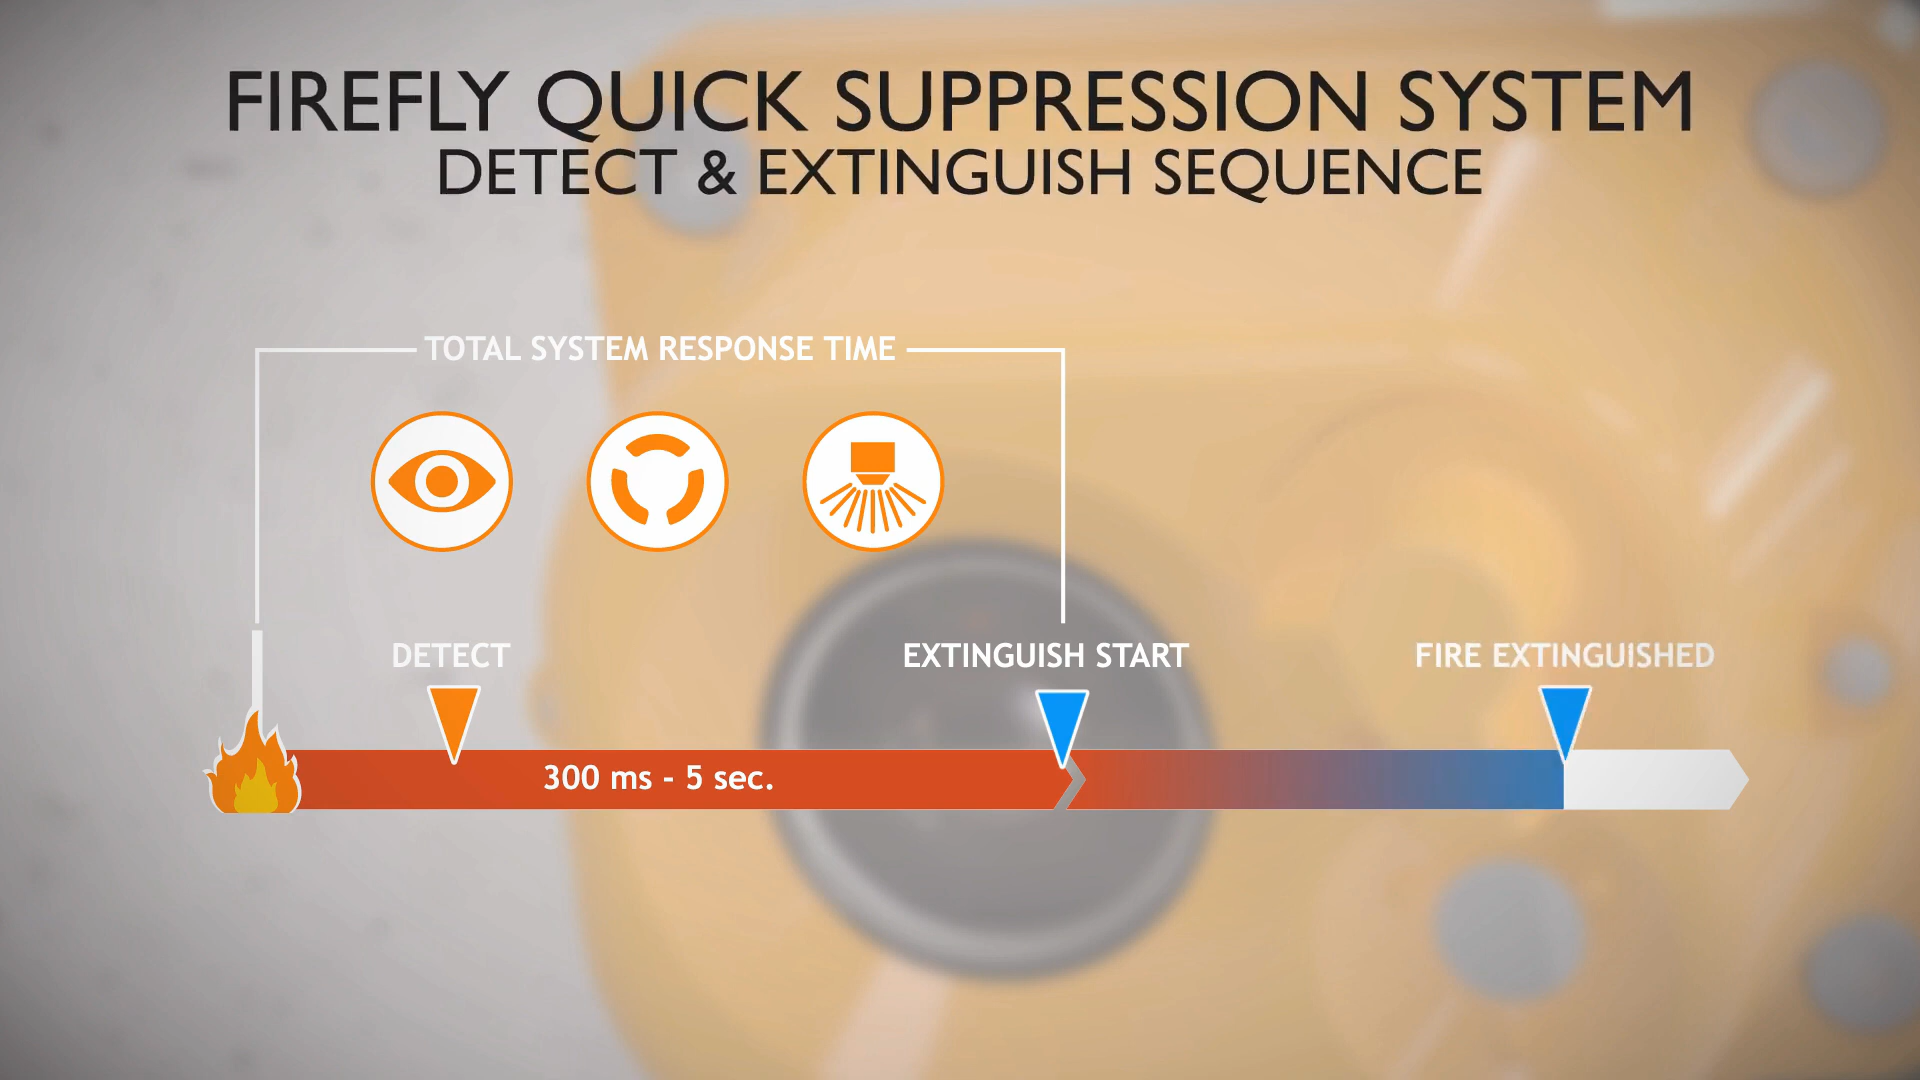 FIREFLY QUICK SUPPRESSION SYSTEM
DETECT & EXTINGUISH SEQUENCE
TOTAL SYSTEM RESPONSE TIME
DETECT
EXTINGUISH START
FIRE EXTINGUISHED
300 ms - 5 sec.